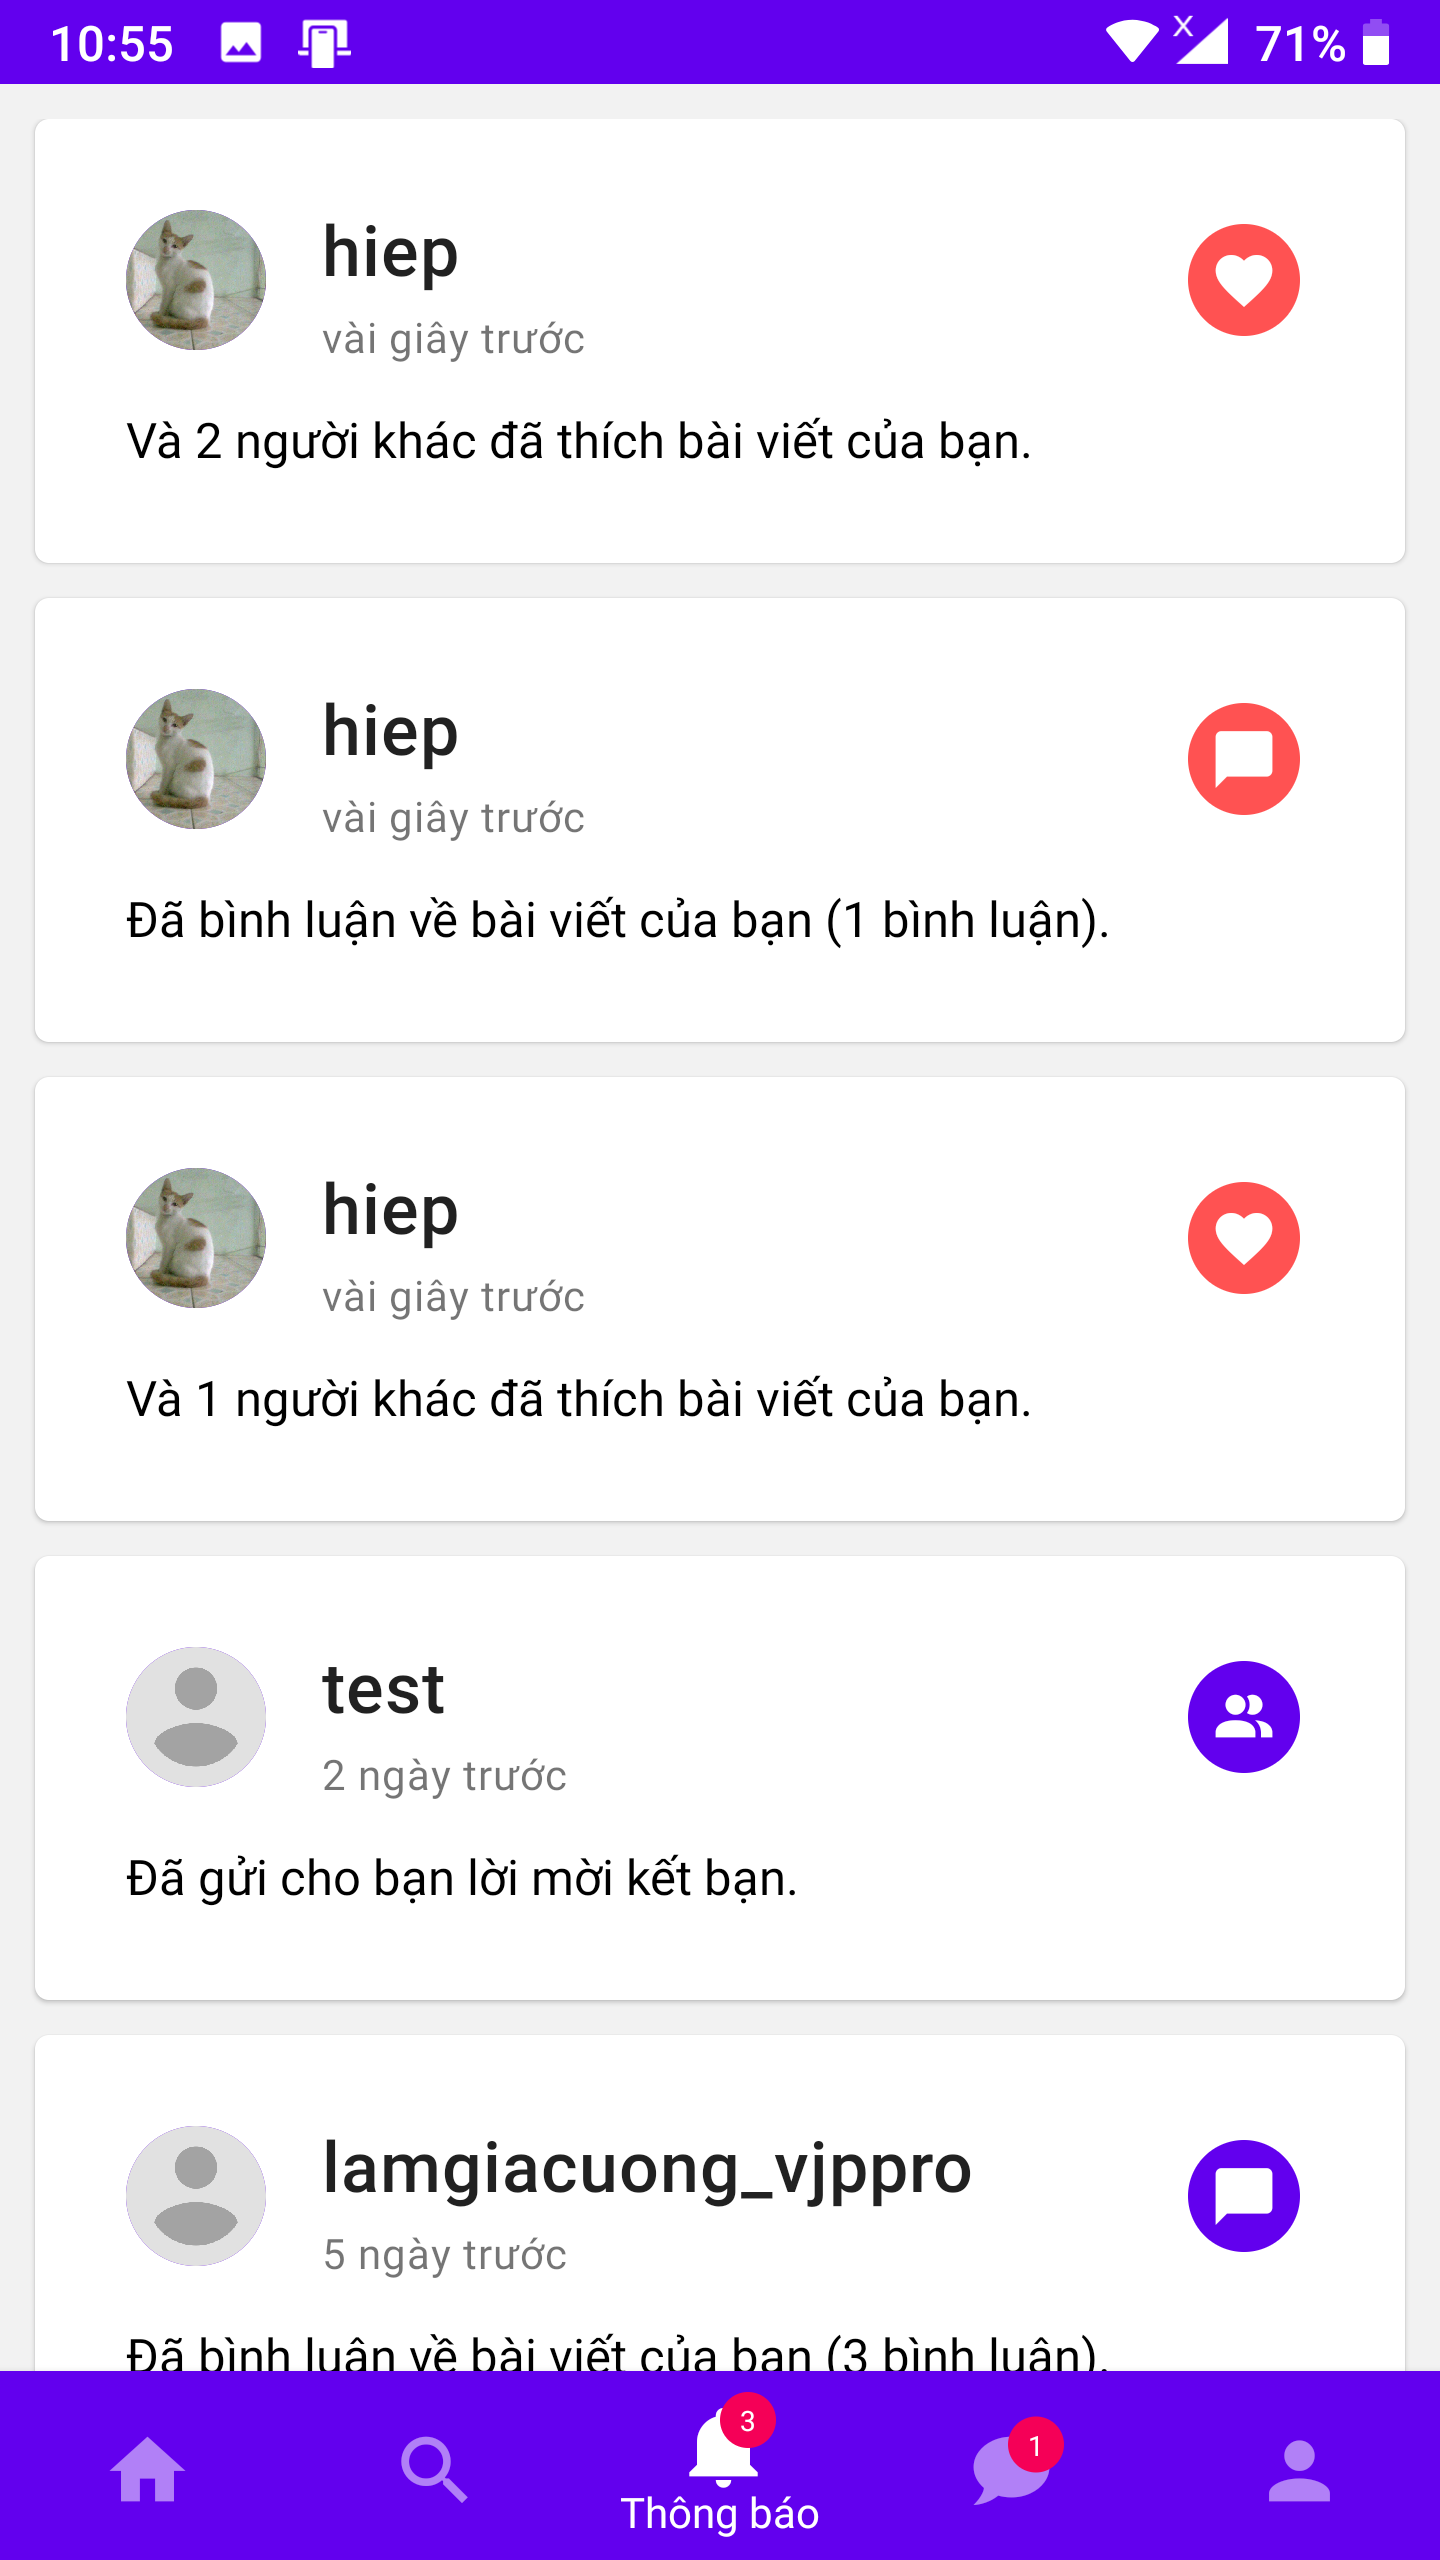 10:55
71%
hiep
vài giây trước
Và 2 người khác đã thích bài viết của bạn.
hiep
vài giây trước
Đã bình luận về bài viết của bạn (1 bình luận).
hiep
vài giây trước
Và 1 người khác đã thích bài viết của bạn.
test
2 ngày trước
Đã gửi cho bạn lời mời kết bạn.
lamgiacuong_vjppro
5 ngày trước
Đã bình luận về bài viết của bạn (3 bình luận).
3
1
Thông báo